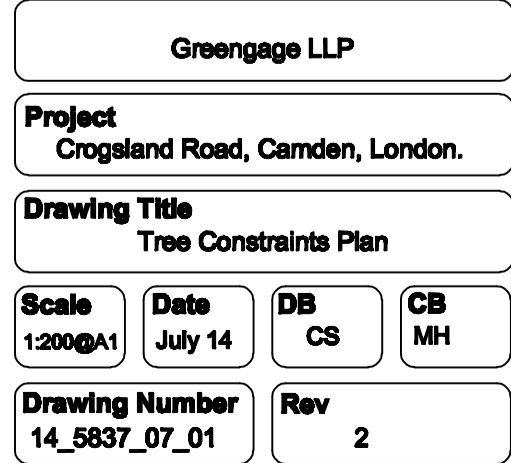 Greengage LLP
Project
Crogsland Road, Camden, London.
Drawing Title
Tree Constraints Plan
Scale Date DB CB
1:200@A1 July 14 CS MH
Drawing Number Rev
14_5837_07_01 2